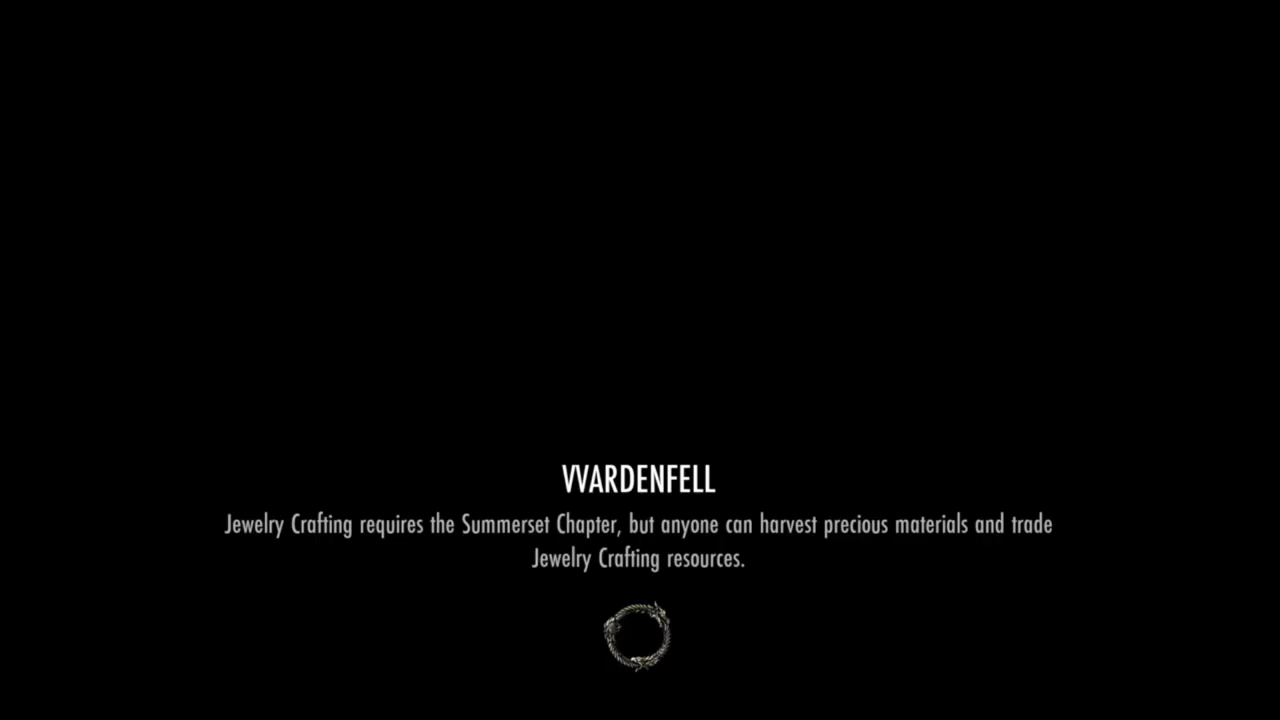 VVARDENFELL
Jewelry Crafting requires the Summerset Chapter, but anyone can harvest precious materials and trade
Jewelry Crafting resources.